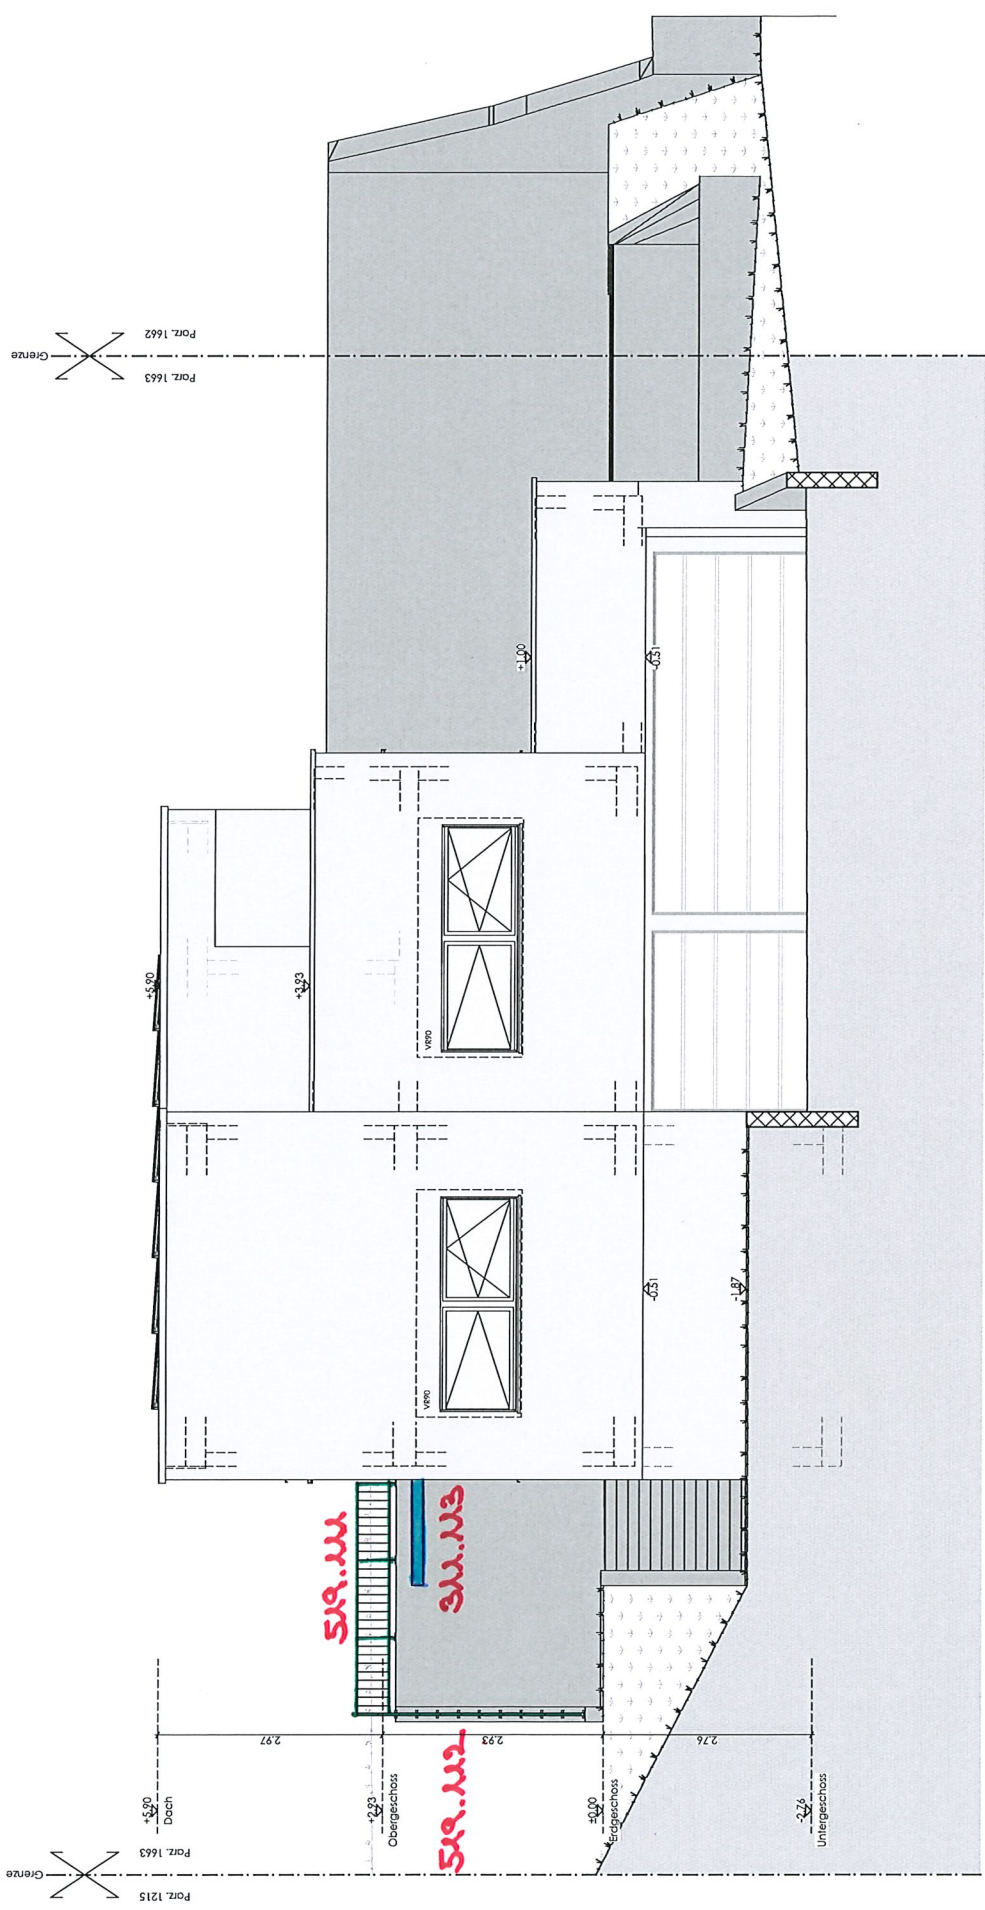 Grenze
Parz. 1215
Parz. 1663
Grenze
Parz. 1663
Parz. 1662
+5.90
Dach
+2.93
Obergeschoss
±0.00
Erdgeschoss
-2.76
Untergeschoss
2.97
2.93
2.76
512.111
512.112
311.113
VR90
VR90
-0.51
-1.87
+5.90
+3.93
+1.00
-0.51